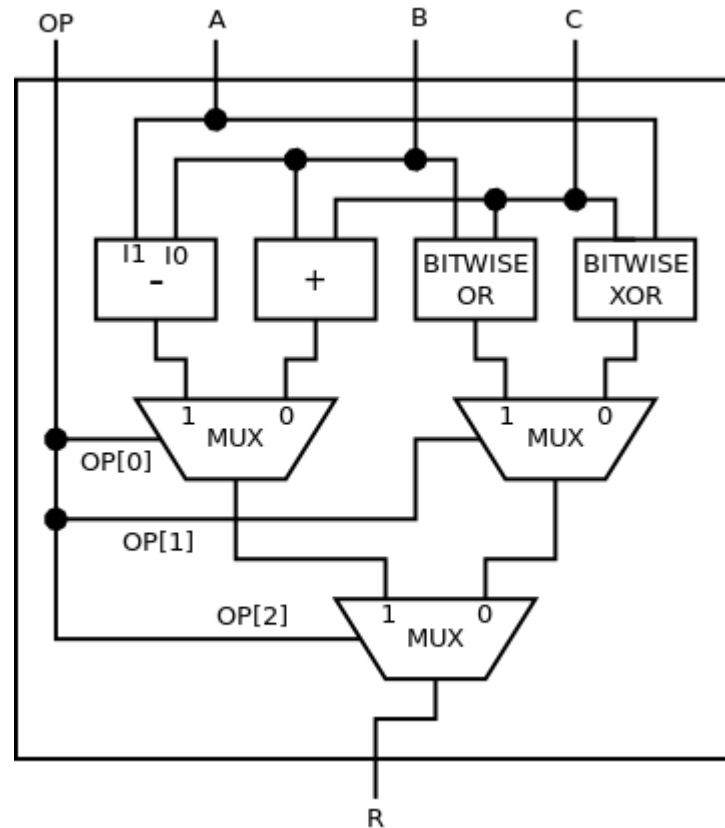 OP A B C
I1 I0
-
+
BITWISE
OR
BITWISE
XOR
1 0
MUX
1 0
MUX
OP[0]
OP[1]
OP[2]
1 0
MUX
R